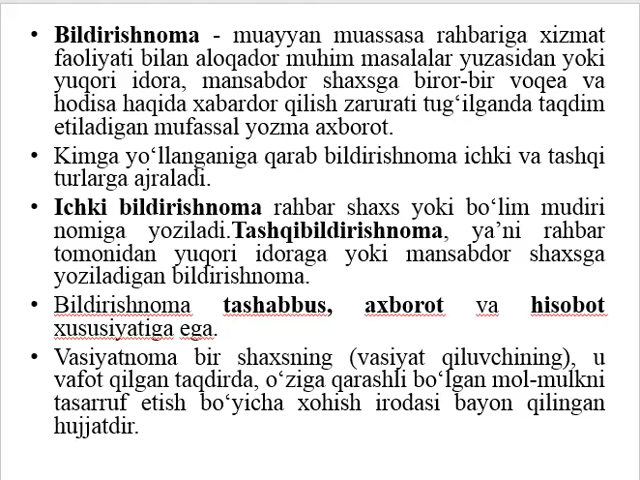 • Bildirishnoma - muayyan muassasa rahbariga xizmat
faoliyati bilan aloqador muhim masalalar yuzasidan yoki
yuqori idora, mansabdor shaxsga biror-bir voqea va
hodisa haqida xabardor qilish zarurati tug‘ilganda taqdim
etiladigan mufassal yozma axborot.
• Kimga yo‘llanganiga qarab bildirishnoma ichki va tashqi
turlarga ajraladi.
• Ichki bildirishnoma rahbar shaxs yoki bo‘lim mudiri
nomiga yoziladi.Tashqibildirishnoma, ya’ni rahbar
tomonidan yuqori idoraga yoki mansabdor shaxsga
yoziladigan bildirishnoma.
• Bildirishnoma tashabbus, axborot va hisobot
xususiyatiga ega.
• Vasiyatnoma bir shaxsning (vasiyat qiluvchining), u
vafot qilgan taqdirda, o‘ziga qarashli bo‘lgan mol-mulkni
tasarruf etish bo‘yicha xohish irodasi bayon qilingan
hujjatdir.